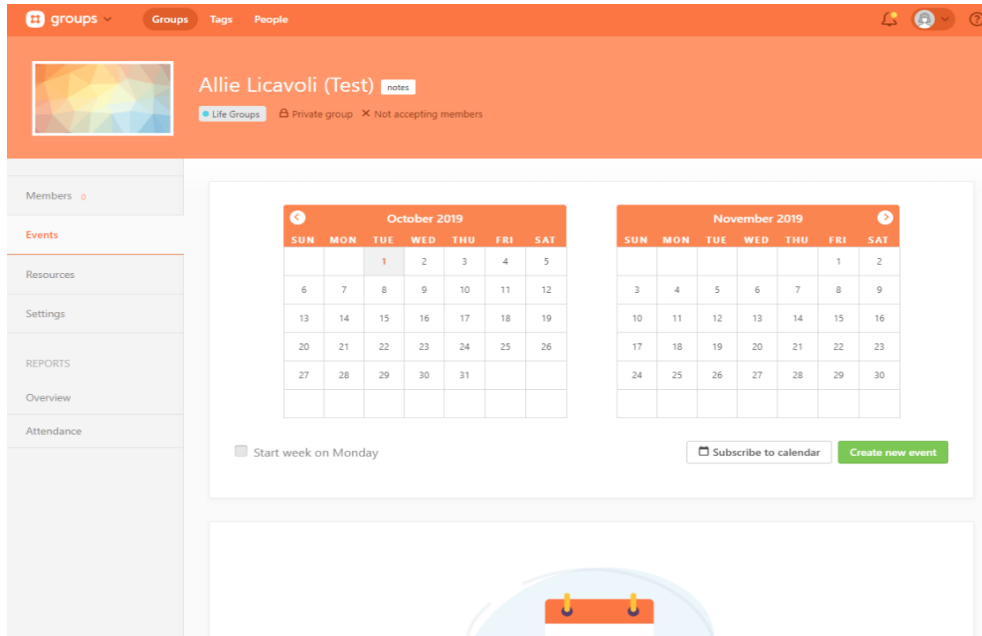 groups Groups Tags People
Allie Licavoli (Test) notes
Life Groups Private group Not accepting members
Members 0
Events
Resources
Settings
REPORTS
Overview
Attendance
October 2019
SUN MON TUE WED THU FRI SAT
1 2 3 4 5
6 7 8 9 10 11 12
13 14 15 16 17 18 19
20 21 22 23 24 25 26
27 28 29 30 31
November 2019
SUN MON TUE WED THU FRI SAT
1 2
3 4 5 6 7 8 9
10 11 12 13 14 15 16
17 18 19 20 21 22 23
24 25 26 27 28 29 30
Start week on Monday
Subscribe to calendar
Create new event